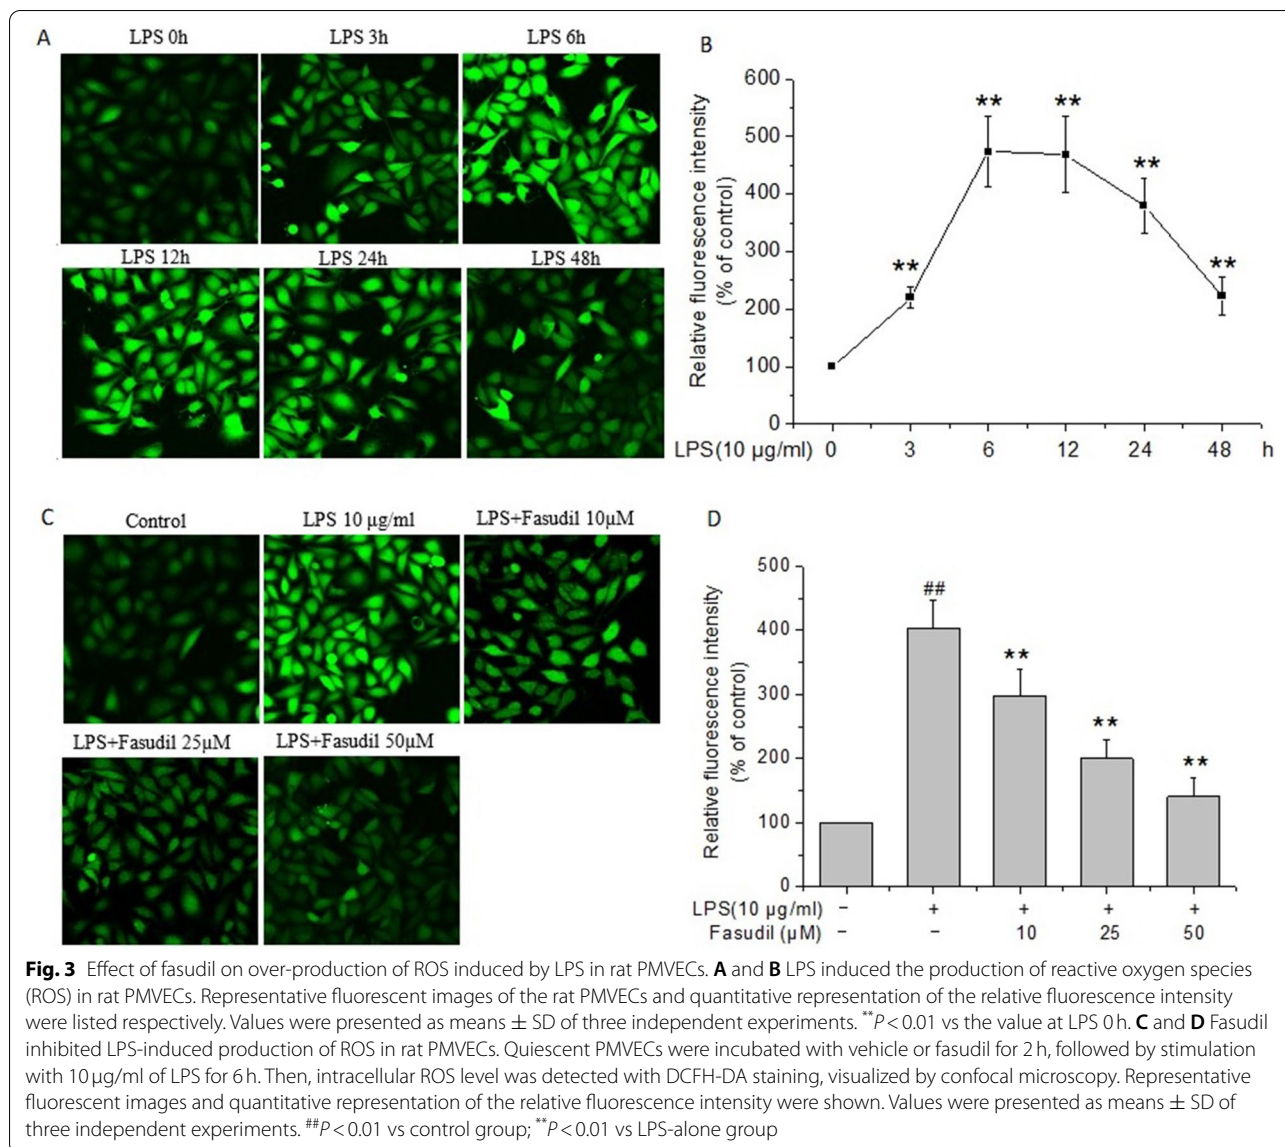 A
LPS 0h
LPS 3h
LPS 6h
LPS 12h
LPS 24h
LPS 48h
B
Relative fluorescence intensity
(% of control)
600
500
400
300
200
100
0
**
**
**
**
**
LPS(10 µg/ml) 0 3 6 12 24 48 h
C
Control
LPS 10 µg/ml
LPS+Fasudil 10µM
LPS+Fasudil 25µM
LPS+Fasudil 50µM
D
Relative fluorescence intensity
(% of control)
500
400
300
200
100
0
##
**
**
**
LPS(10 µg/ml) − + + + +
Fasudil (µM) − − 10 25 50
Fig. 3 Effect of fasudil on over-production of ROS induced by LPS in rat PMVECs. A and B LPS induced the production of reactive oxygen species
(ROS) in rat PMVECs. Representative fluorescent images of the rat PMVECs and quantitative representation of the relative fluorescence intensity
were listed respectively. Values were presented as means ± SD of three independent experiments. **P < 0.01 vs the value at LPS 0 h. C and D Fasudil
inhibited LPS-induced production of ROS in rat PMVECs. Quiescent PMVECs were incubated with vehicle or fasudil for 2 h, followed by stimulation
with 10 µg/ml of LPS for 6 h. Then, intracellular ROS level was detected with DCFH-DA staining, visualized by confocal microscopy. Representative
fluorescent images and quantitative representation of the relative fluorescence intensity were shown. Values were presented as means ± SD of
three independent experiments. ##P < 0.01 vs control group; **P < 0.01 vs LPS-alone group